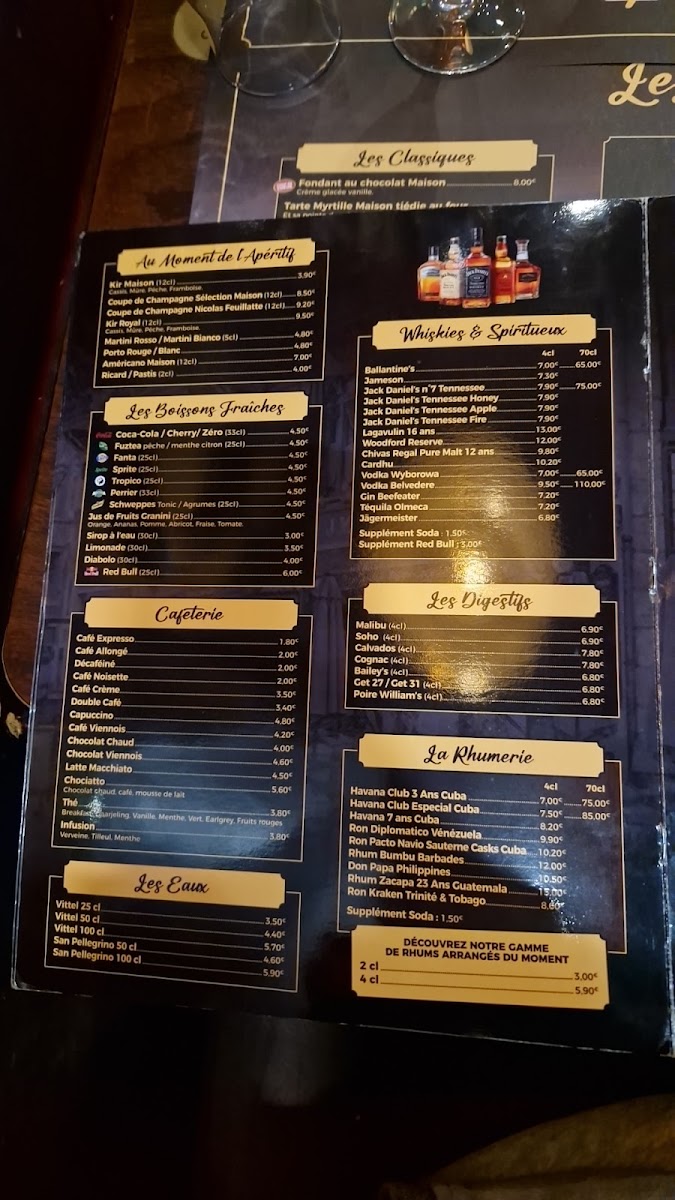 Les
Les Classiques
Fondant au chocolat Maison 8.00€
Crème glacée vanille.
Tarte Myrtille Maison tiédie au four
Au Moment de l'Apéritif
Kir Maison (12cl) 3.90€
Cassis, Mûre, Pêche, Framboise.
Coupe de Champagne Sélection Maison (12cl) 8.50€
Coupe de Champagne Nicolas Feuillatte (12cl) 9.20€
Kir Royal (12cl) 9.50€
Cassis, Mûre, Pêche, Framboise.
Martini Rosso / Martini Bianco (5cl) 4.80€
Porto Rouge / Blanc 4.80€
Américano Maison (12cl) 7.00€
Ricard / Pastis (2cl) 4.00€
Les Boissons Fraîches
Coca-Cola / Cherry/ Zéro (33cl) 4.50€
Fuztea pêche / menthe citron (25cl) 4.50€
Fanta (25cl) 4.50€
Sprite (25cl) 4.50€
Tropico (25cl) 4.50€
Perrier (33cl) 4.50€
Schweppes Tonic / Agrumes (25cl) 4.50€
Jus de Fruits Granini (25cl) 4.50€
Orange, Ananas, Pomme, Abricot, Fraise, Tomate.
Sirop à l'eau (30cl) 3.00€
Limonade (30cl) 3.50€
Diabolo (30cl) 4.00€
Red Bull (25cl) 6.00€
Cafeterie
Café Expresso 1.80€
Café Allongé 2.00€
Décaféiné 2.00€
Café Noisette 2.00€
Café Crème 3.50€
Double Café 3.40€
Capuccino 4.80€
Café Viennois 4.20€
Chocolat Chaud 4.00€
Chocolat Viennois 4.60€
Latte Macchiato 4.50€
Chociatto 5.60€
Chocolat chaud, café, mousse de lait
Thé 3.80€
Breakfast, Darjeling, Vanille, Menthe, Vert, Earlgrey, Fruits rouges
Infusion 3.80€
Verveine, Tilleul, Menthe
Les Eaux
Vittel 25 cl 3.50€
Vittel 50 cl 4.40€
Vittel 100 cl 5.70€
San Pellegrino 50 cl 4.60€
San Pellegrino 100 cl 5.90€
Whiskies & Spiritueux
4cl 70cl
Ballantine's 7.00€ 65.00€
Jameson 7.30€
Jack Daniel's n°7 Tennessee 7.90€ 75.00€
Jack Daniel's Tennessee Honey 7.90€
Jack Daniel's Tennessee Apple 7.90€
Jack Daniel's Tennessee Fire 7.90€
Lagavulin 16 ans 13.00€
Woodford Reserve 12.00€
Chivas Regal Pure Malt 12 ans 9.80€
Cardhu 10.20€
Vodka Wyborowa 7.00€ 65.00€
Vodka Belvedere 9.50€ 110.00€
Gin Beefeater 7.20€
Téquila Olmeca 7.20€
Jägermeister 6.80€
Supplément Soda : 1.50€
Supplément Red Bull : 3.00€
Les Digestifs
Malibu (4cl) 6.90€
Soho (4cl) 6.90€
Calvados (4cl) 7.80€
Cognac (4cl) 7.80€
Bailey's (4cl) 6.80€
Get 27 / Get 31 (4cl) 6.80€
Poire William's (4cl) 6.80€
La Rhumerie
4cl 70cl
Havana Club 3 Ans Cuba 7,00€ 75.00€
Havana Club Especial Cuba 7.50€ 85.00€
Havana 7 ans Cuba 8.20€
Ron Diplomatico Vénézuela 9.90€
Ron Pacto Navio Sauterne Casks Cuba 10.20€
Rhum Bumbu Barbades 12.00€
Don Papa Philippines 10.50€
Rhum Zacapa 23 Ans Guatemala 15.00€
Ron Kraken Trinité & Tobago 8.60€
Supplément Soda : 1,50€
DÉCOUVREZ NOTRE GAMME
DE RHUMS ARRANGÉS DU MOMENT
2 cl 3,00€
4 cl 5,90€